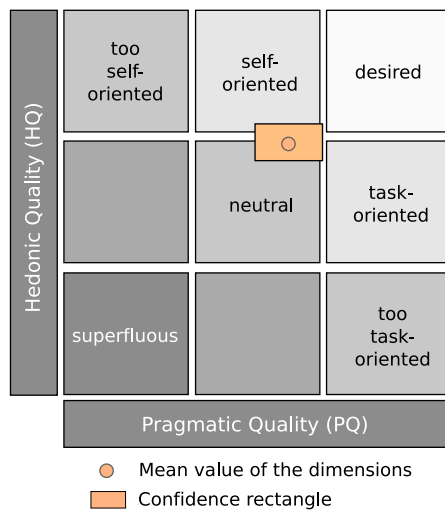 Hedonic Quality (HQ)
too
self-
oriented
self-
oriented
desired
neutral
task-
oriented
superfluous
too
task-
oriented
Pragmatic Quality (PQ)
Mean value of the dimensions
Confidence rectangle